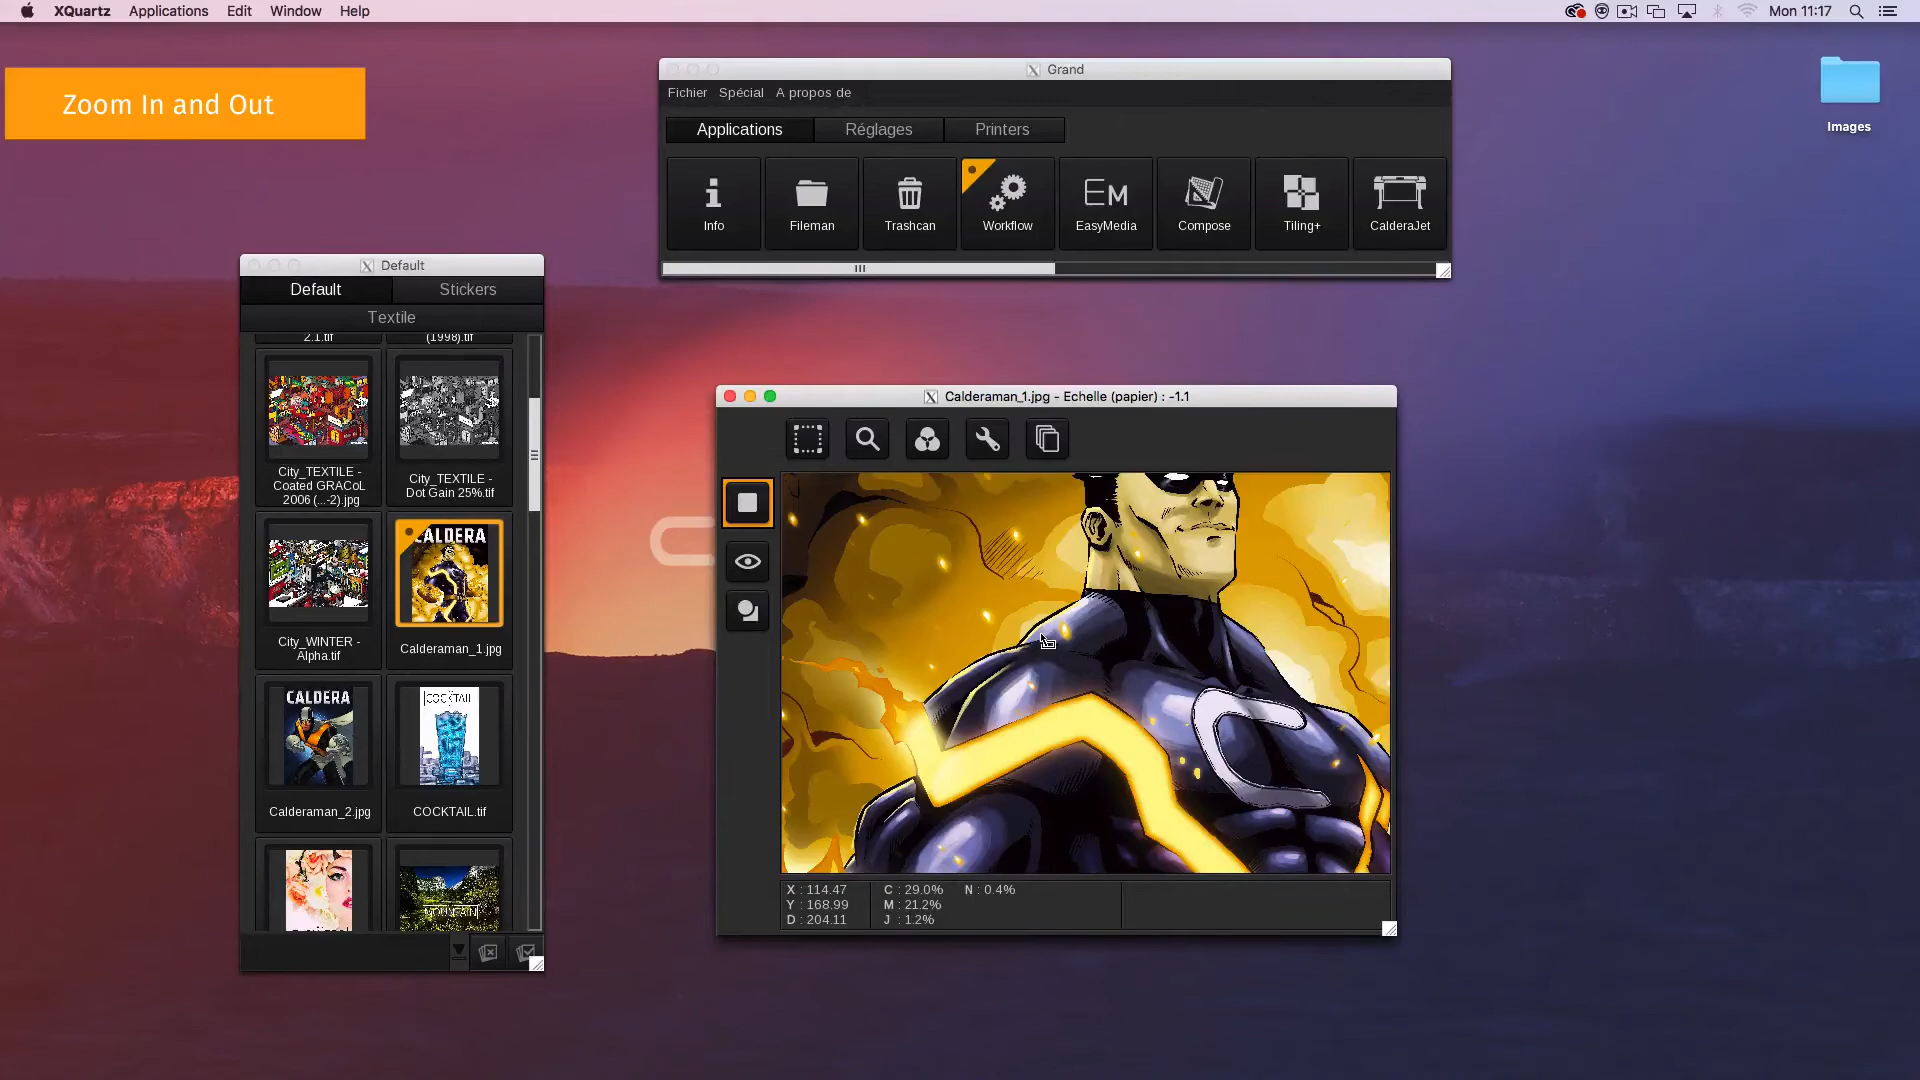 XQuartz Applications Edit Window Help
Mon 11:17
Zoom In and Out
Images
Grand
Fichier Spécial A propos de
Applications Réglages Printers
Info Fileman Trashcan Workflow EasyMedia Compose Tiling+ CalderaJet
EM
Default
Default Stickers
Textile
2.1.tif (1998).tif
City_TEXTILE -
Coated GRACoL
2006 (...-2).jpg
City_TEXTILE -
Dot Gain 25%.tif
City_WINTER -
Alpha.tif
CALDERA
Calderaman_1.jpg
CALDERA
Calderaman_2.jpg
COCKTAIL
COCKTAIL.tif
MOUNTAIN
Calderaman_1.jpg - Echelle (papier) : -1.1
X : 114.47
Y : 168.99
D : 204.11
C : 29.0%
M : 21.2%
J : 1.2%
N : 0.4%